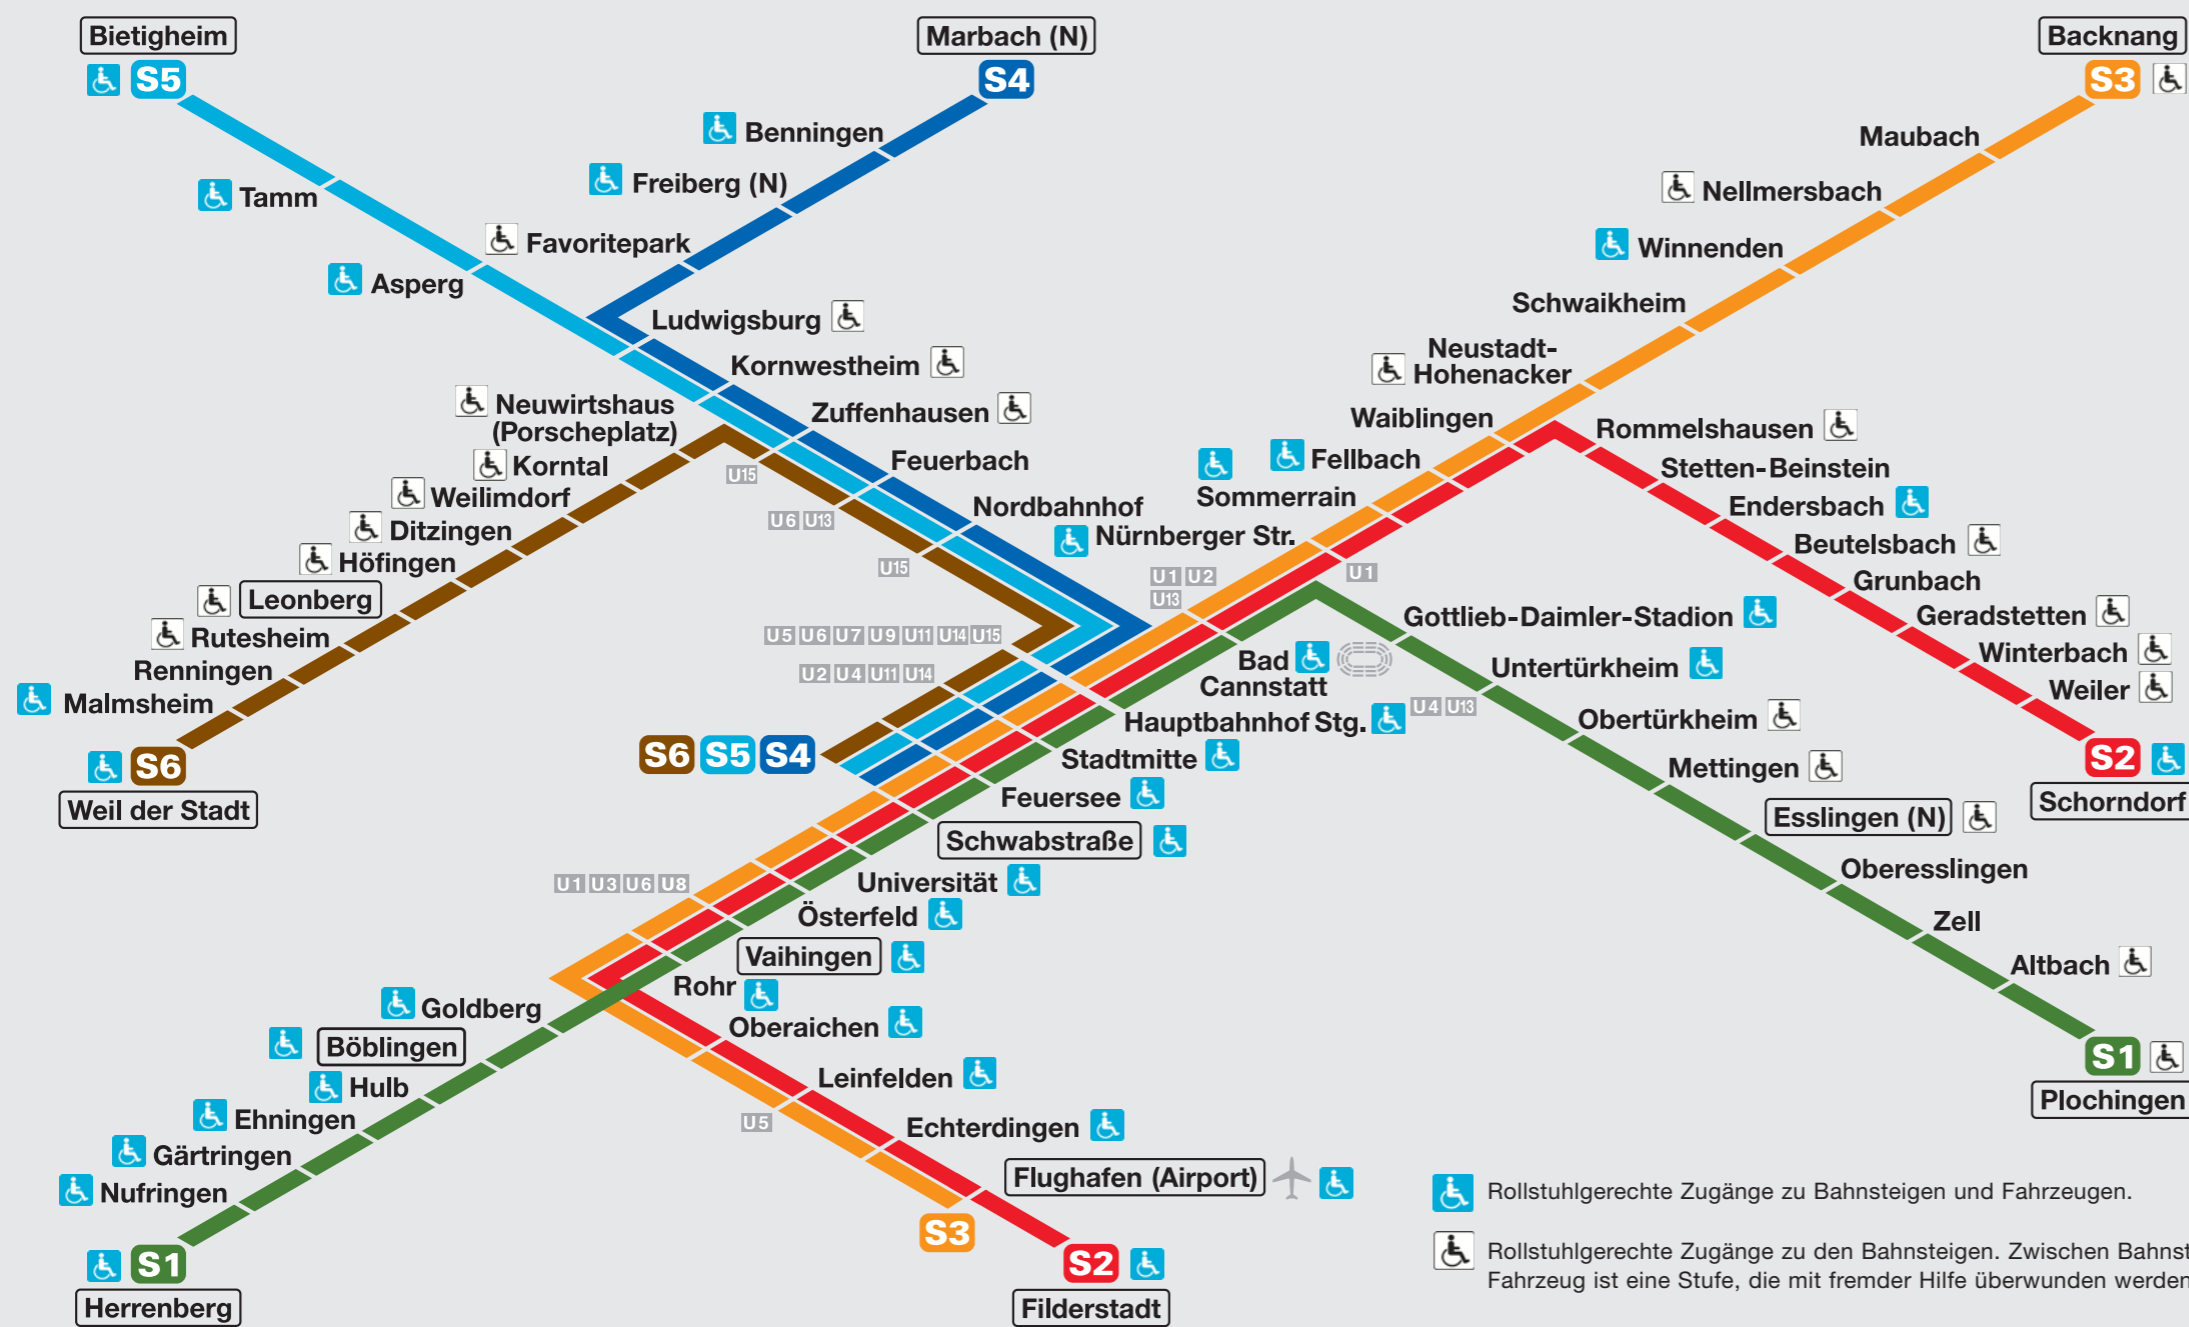 Bietigheim
S5
Marbach (N)
S4
Backnang
S3
Benningen
Freiberg (N)
Favoritepark
Tamm
Asperg
Ludwigsburg
Kornwestheim
Zuffenhausen
Feuerbach
Nordbahnhof
Neuwirtshaus
(Porscheplatz)
Korntal
Weilimdorf
Ditzingen
Höfingen
Leonberg
Rutesheim
Renningen
Malmsheim
S6
Weil der Stadt
U15
U6 U13
U15
U5 U6 U7 U9 U11 U14 U15
U2 U4 U11 U14
S6 S5 S4
Maubach
Nellmersbach
Winnenden
Schwaikheim
Neustadt-
Hohenacker
Waiblingen
Fellbach
Sommerrain
Nürnberger Str.
U1 U2
U13
U1
Rommelshausen
Stetten-Beinstein
Endersbach
Beutelsbach
Grunbach
Geradstetten
Winterbach
Weiler
S2
Schorndorf
Gottlieb-Daimler-Stadion
Untertürkheim
Obertürkheim
Mettingen
Esslingen (N)
Oberesslingen
Zell
Altbach
S1
Plochingen
Bad
Cannstatt
U4 U13
Hauptbahnhof Stg.
Stadtmitte
Feuersee
Schwabstraße
Universität
Österfeld
Vaihingen
Rohr
U1 U3 U6 U8
Oberaichen
Leinfelden
Echterdingen
Flughafen (Airport)
U5
S3
S2
Filderstadt
Goldberg
Böblingen
Hulb
Ehningen
Gärtringen
Nufringen
S1
Herrenberg
Rollstuhlgerechte Zugänge zu Bahnsteigen und Fahrzeugen.
Rollstuhlgerechte Zugänge zu den Bahnsteigen. Zwischen Bahnst
Fahrzeug ist eine Stufe, die mit fremder Hilfe überwunden werden